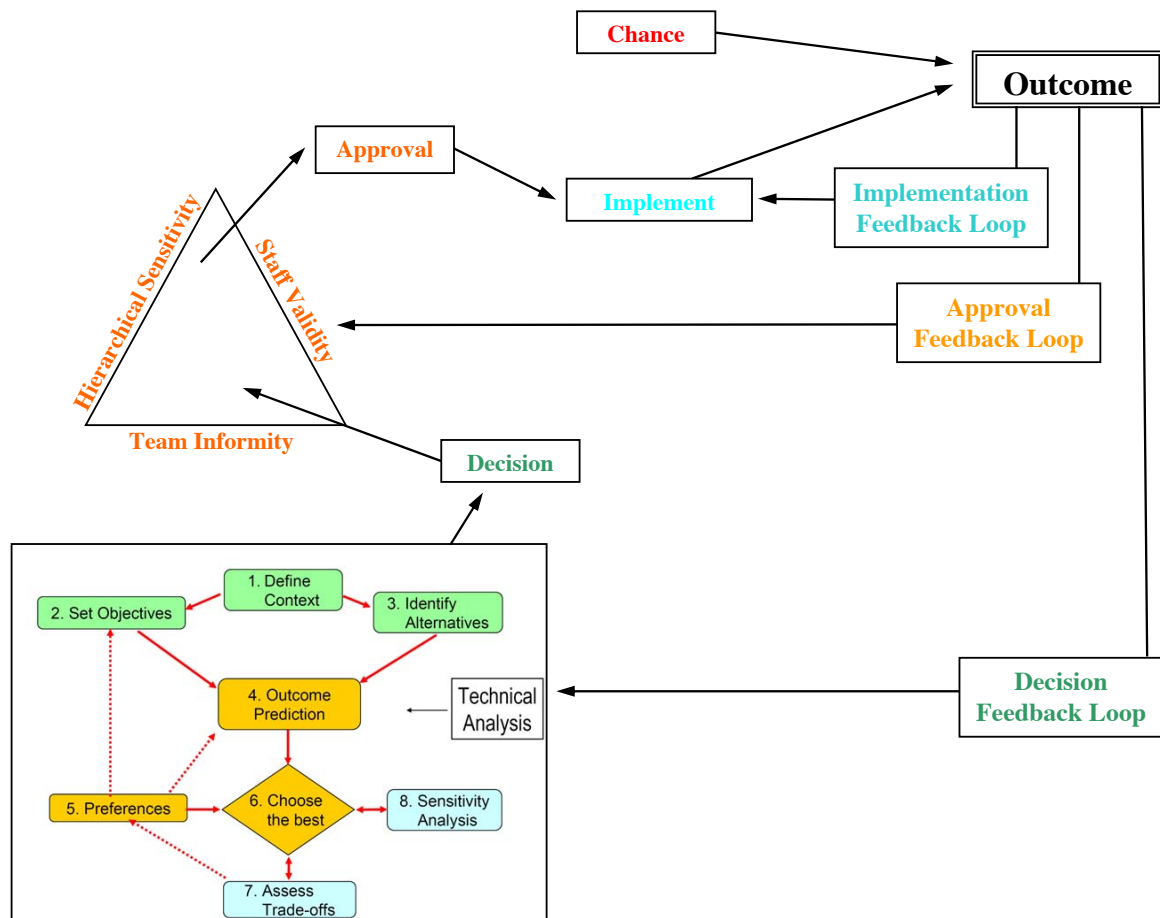 Chance
Outcome
Approval
Implement
Implementation
Feedback Loop
Hierarchical Sensitivity
Staff Validity
Team Informity
Approval
Feedback Loop
Decision
1. Define
Context
2. Set Objectives
3. Identify
Alternatives
4. Outcome
Prediction
Technical
Analysis
5. Preferences
6. Choose
the best
8. Sensitivity
Analysis
7. Assess
Trade-offs
Decision
Feedback Loop